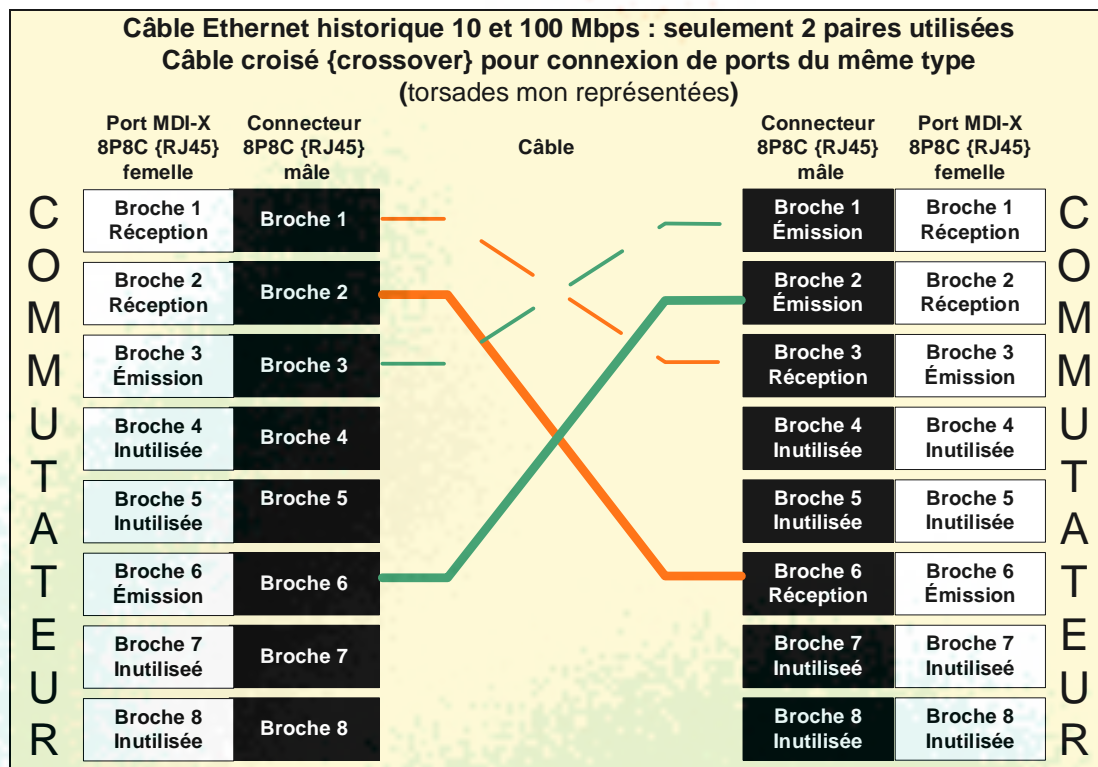 Câble Ethernet historique 10 et 100 Mbps : seulement 2 paires utilisées
Câble croisé {crossover} pour connexion de ports du même type
(torsades mon représentées)
Port MDI-X
8P8C {RJ45}
femelle
Connecteur
8P8C {RJ45}
mâle
Câble
Connecteur
8P8C {RJ45}
mâle
Port MDI-X
8P8C {RJ45}
femelle
COMMUTATEUR
Broche 1
Réception
Broche 1
Broche 1
Émission
Broche 1
Réception
Broche 2
Réception
Broche 2
Broche 2
Émission
Broche 2
Réception
Broche 3
Émission
Broche 3
Broche 3
Réception
Broche 3
Émission
Broche 4
Inutilisée
Broche 4
Broche 4
Inutilisée
Broche 4
Inutilisée
Broche 5
Inutilisée
Broche 5
Broche 5
Inutilisée
Broche 5
Inutilisée
Broche 6
Émission
Broche 6
Broche 6
Réception
Broche 6
Émission
Broche 7
Inutiliseé
Broche 7
Broche 7
Inutiliseé
Broche 7
Inutiliseé
Broche 8
Inutilisée
Broche 8
Broche 8
Inutilisée
Broche 8
Inutilisée
COMMUTATEUR